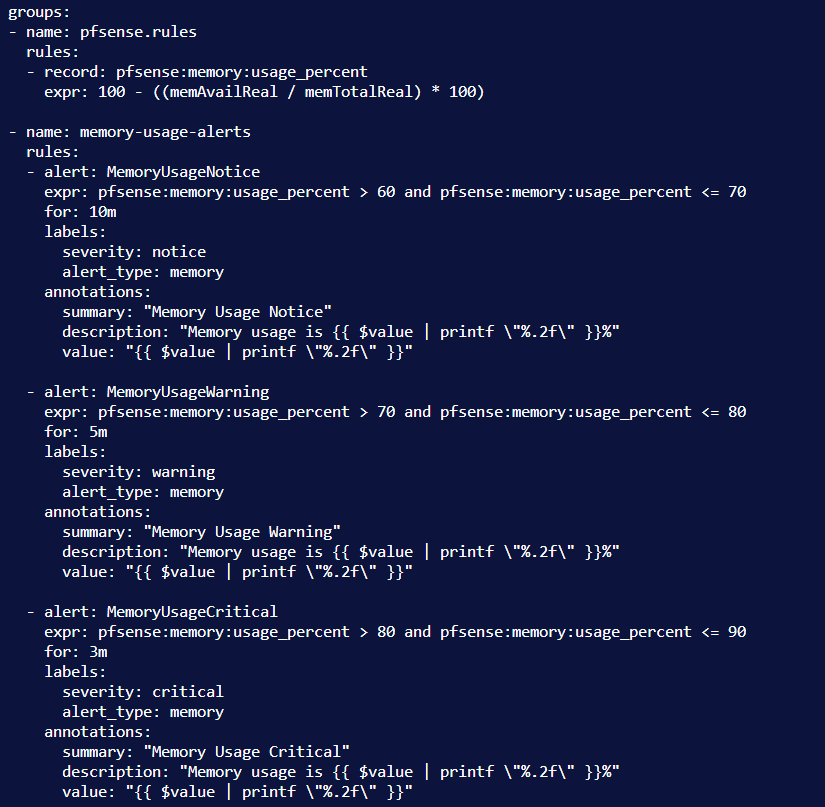 groups:
- name: pfsense.rules
  rules:
  - record: pfsense:memory:usage_percent
    expr: 100 - ((memAvailReal / memTotalReal) * 100)

- name: memory-usage-alerts
  rules:
  - alert: MemoryUsageNotice
    expr: pfsense:memory:usage_percent > 60 and pfsense:memory:usage_percent <= 70
    for: 10m
    labels:
      severity: notice
      alert_type: memory
    annotations:
      summary: "Memory Usage Notice"
      description: "Memory usage is {{ $value | printf \"%.2f\" }}%"
      value: "{{ $value | printf \"%.2f\" }}"

  - alert: MemoryUsageWarning
    expr: pfsense:memory:usage_percent > 70 and pfsense:memory:usage_percent <= 80
    for: 5m
    labels:
      severity: warning
      alert_type: memory
    annotations:
      summary: "Memory Usage Warning"
      description: "Memory usage is {{ $value | printf \"%.2f\" }}%"
      value: "{{ $value | printf \"%.2f\" }}"

  - alert: MemoryUsageCritical
    expr: pfsense:memory:usage_percent > 80 and pfsense:memory:usage_percent <= 90
    for: 3m
    labels:
      severity: critical
      alert_type: memory
    annotations:
      summary: "Memory Usage Critical"
      description: "Memory usage is {{ $value | printf \"%.2f\" }}%"
      value: "{{ $value | printf \"%.2f\" }}"